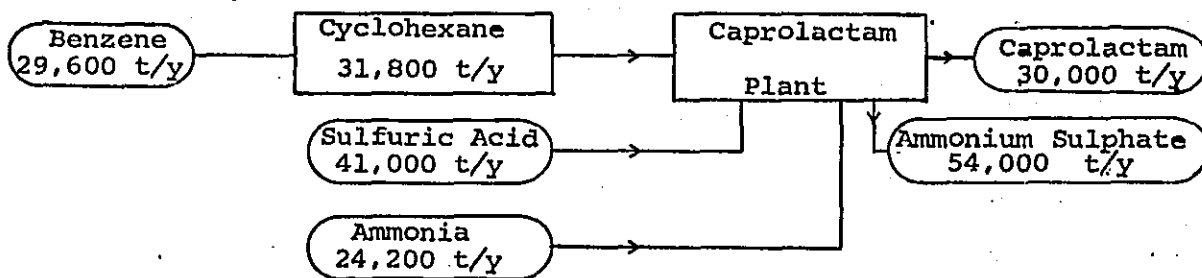 Benzene
29,600 t/y
Cyclohexane
31,800 t/y
Caprolactam
Plant
Caprolactam
30,000 t/y
Sulfuric Acid
41,000 t/y
Ammonium Sulphate
54,000 t/y
Ammonia
24,200 t/y